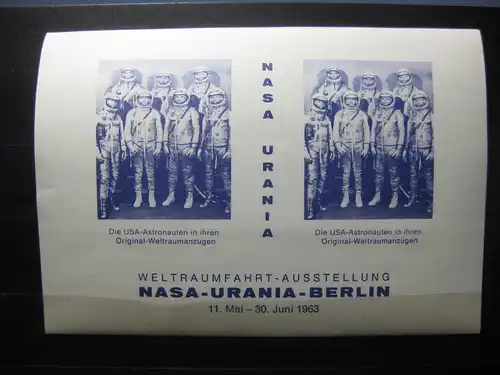 NASA URANIA
Die USA-Astronauten in ihren
Original-Weltraumanzügen
Die USA-Astronauten in ihren
Original-Weltraumanzügen
WELTRAUMFAHRT-AUSSTELLUNG
NASA-URANIA-BERLIN
11. Mai – 30. Juni 1963